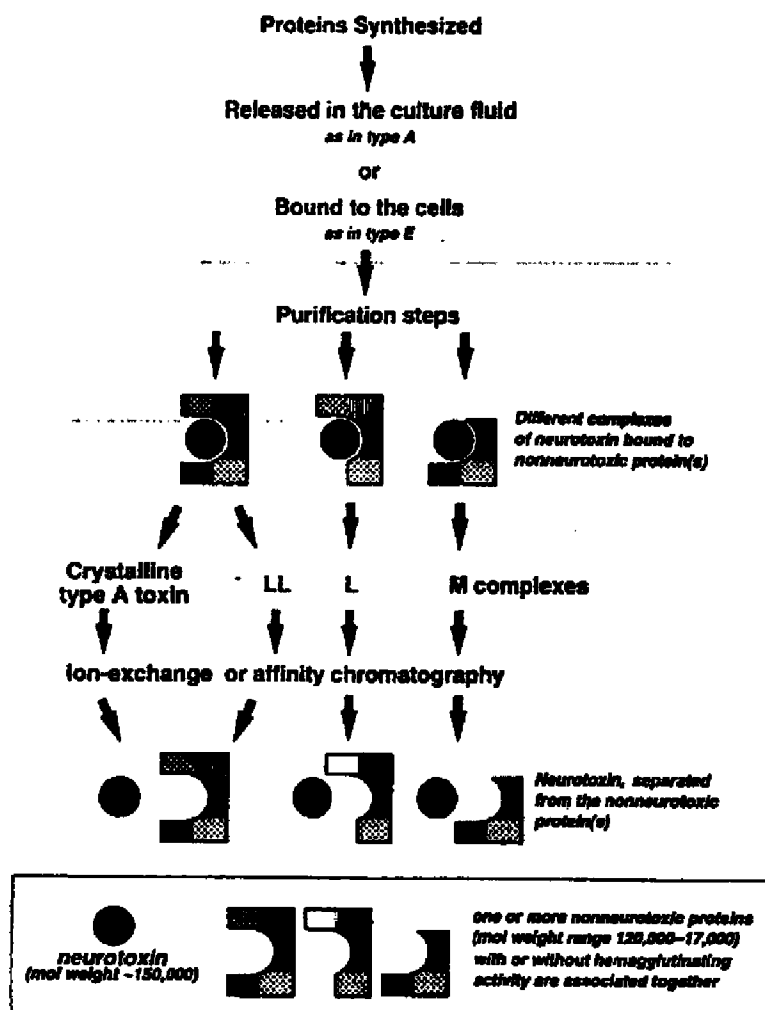 Proteins Synthesized
Released in the culture fluid
as in type A
or
Bound to the cells
as in type E
Purification steps
Different complexes
of neurotoxin bound to
nonneurotoxic protein(s)
Crystalline
type A toxin
LL
L
M complexes
Ion-exchange or affinity chromatography
Neurotoxin, separated
from the nonneurotoxic
protein(s)
neurotoxin
(mol weight ~150,000)
one or more nonneurotoxic proteins
(mol weight range 120,000–17,000)
with or without hemagglutinating
activity are associated together